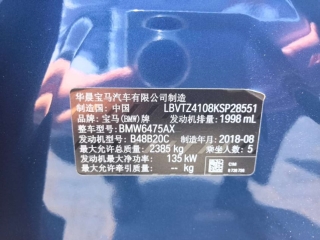 华晨宝马汽车有限公司制造
制造国：中国 LBVTZ4108KSP28551
品牌：宝马(BMW)牌 发动机排量：1998 mL
整车型号：BMW6475AX
发动机型号：B48B20C 制造年月：2018-08
最大允许总质量：2385 kg 乘坐人数：5
发动机最大净功率：135 kW
最大允许牵引质量：-- kg